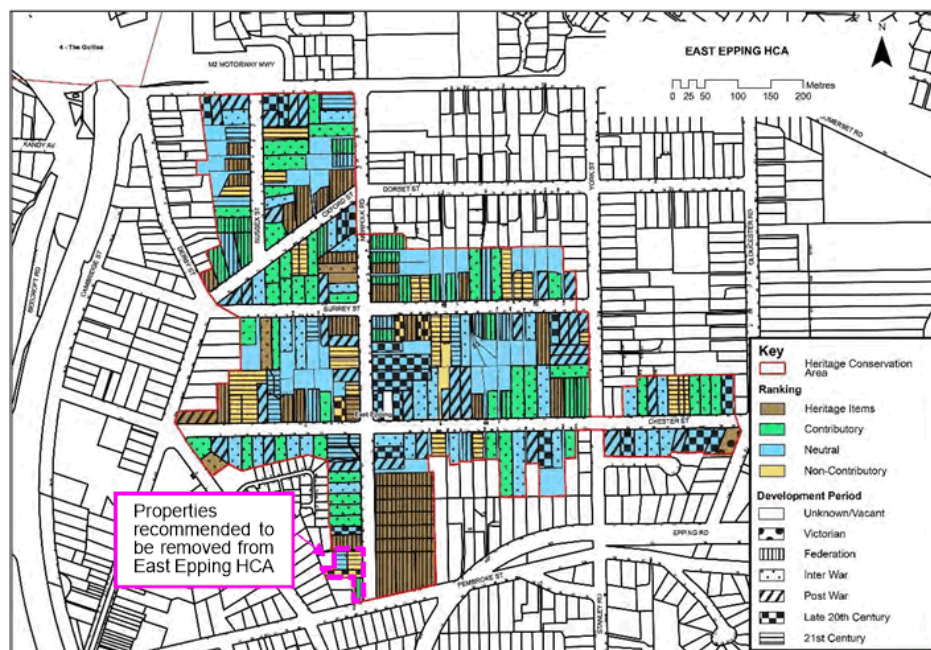 4 - The Gullies
M2 MOTORWAY MWY
EAST EPPING HCA
N
Metres
0 25 50 100 150 200
SOMERSET RD
KANDY AV
DORSET ST
YORK ST
OXFORD ST
SUSSEX ST
NORFOLK RD
GLOUCESTER RD
DERBY ST
CAMBRIDGE ST
BEECROFT RD
SURREY ST
CHESTER ST
East Epping
EPPING RD
PEMBROKE ST
STANLEY RD
Properties
recommended to
be removed from
East Epping HCA
Key
Heritage Conservation
Area
Ranking
Heritage Items
Contributory
Neutral
Non-Contributory
Development Period
Unknown/Vacant
Victorian
Federation
Inter War
Post War
Late 20th Century
21st Century